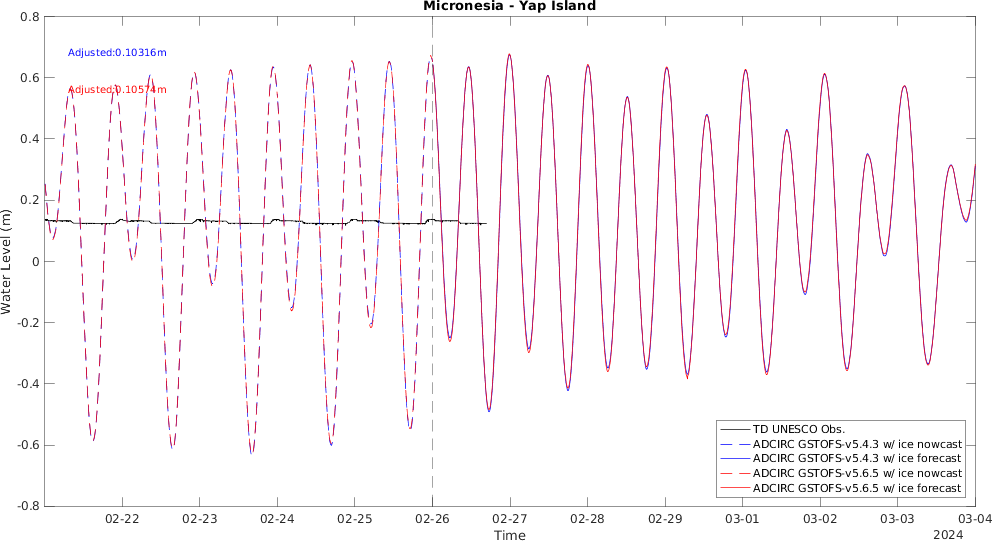 Micronesia - Yap Island
Water Level (m)
0.8
0.6
0.4
0.2
0
-0.2
-0.4
-0.6
-0.8
Adjusted:0.10316m
Adjusted:0.10574m
TD UNESCO Obs.
ADCIRC GSTOFS-v5.4.3 w/ ice nowcast
ADCIRC GSTOFS-v5.4.3 w/ ice forecast
ADCIRC GSTOFS-v5.6.5 w/ ice nowcast
ADCIRC GSTOFS-v5.6.5 w/ ice forecast
02-22 02-23 02-24 02-25 02-26 02-27 02-28 02-29 03-01 03-02 03-03 03-04
Time
2024